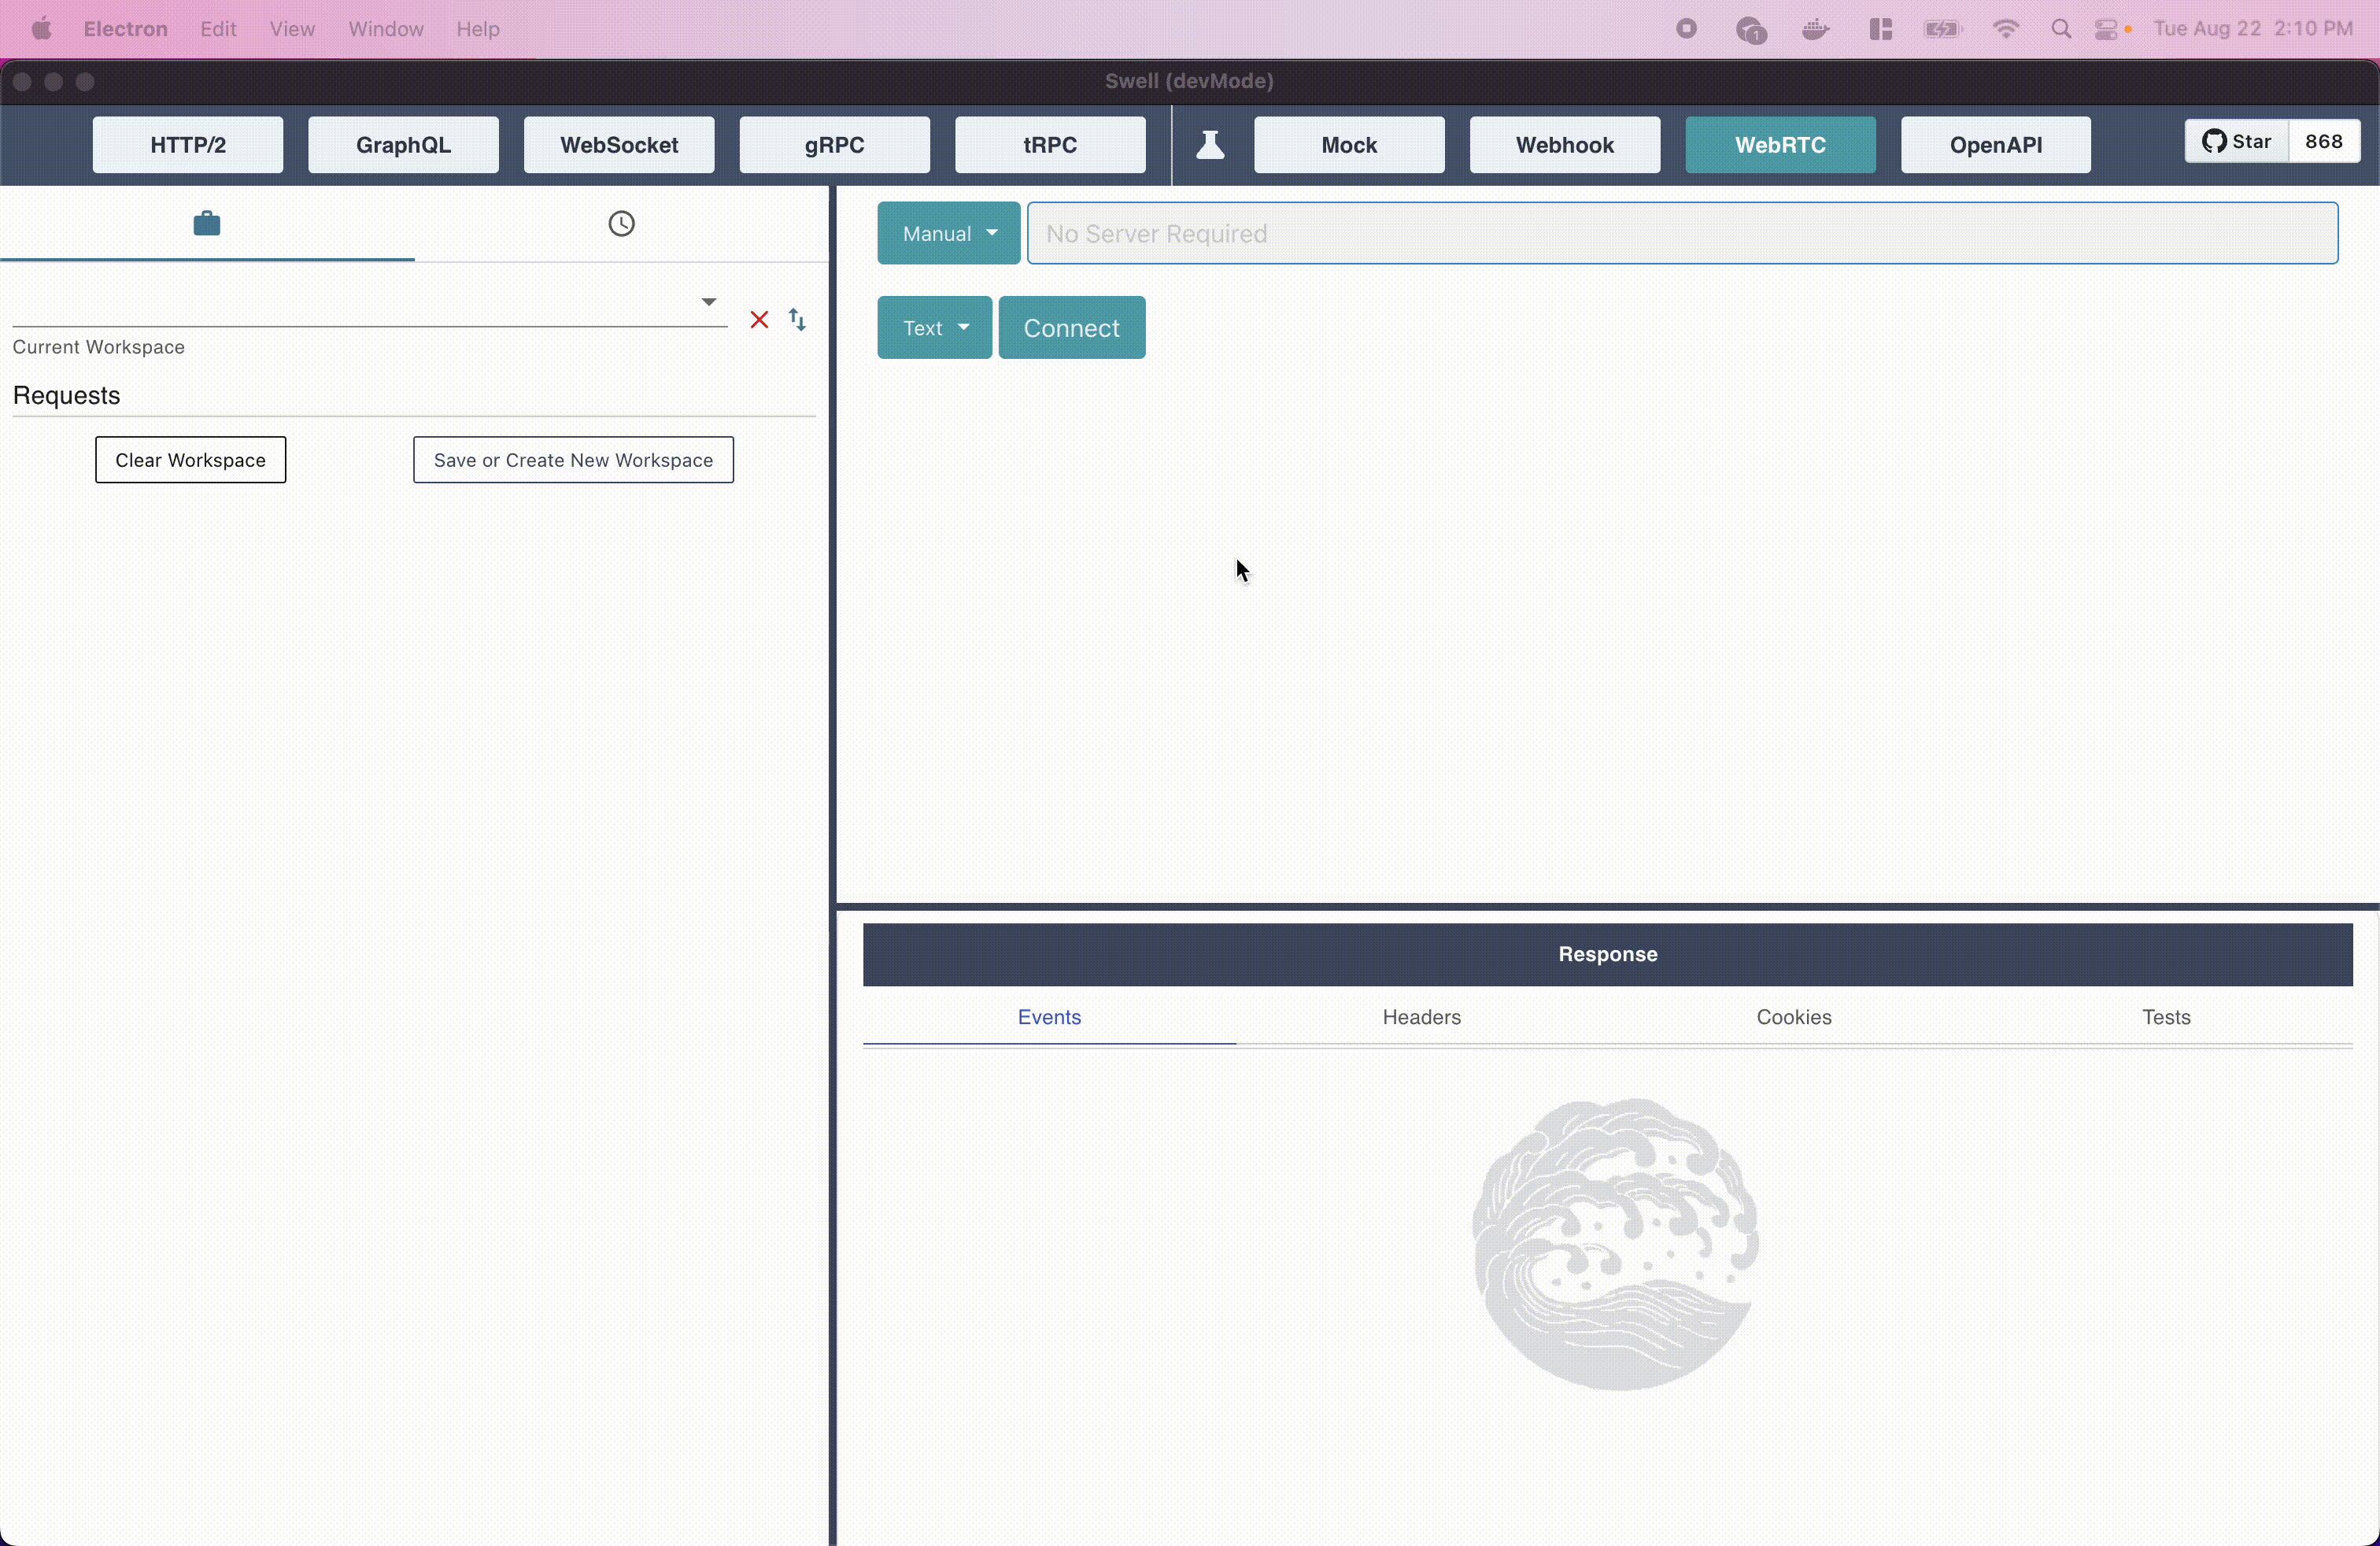 Electron Edit View Window Help 1 Tue Aug 22 2:10 PM
Swell (devMode)
HTTP/2 GraphQL WebSocket gRPC tRPC Mock Webhook WebRTC OpenAPI Star 868
Manual No Server Required
Text Connect
Current Workspace
Requests
Clear Workspace Save or Create New Workspace
Response
Events Headers Cookies Tests